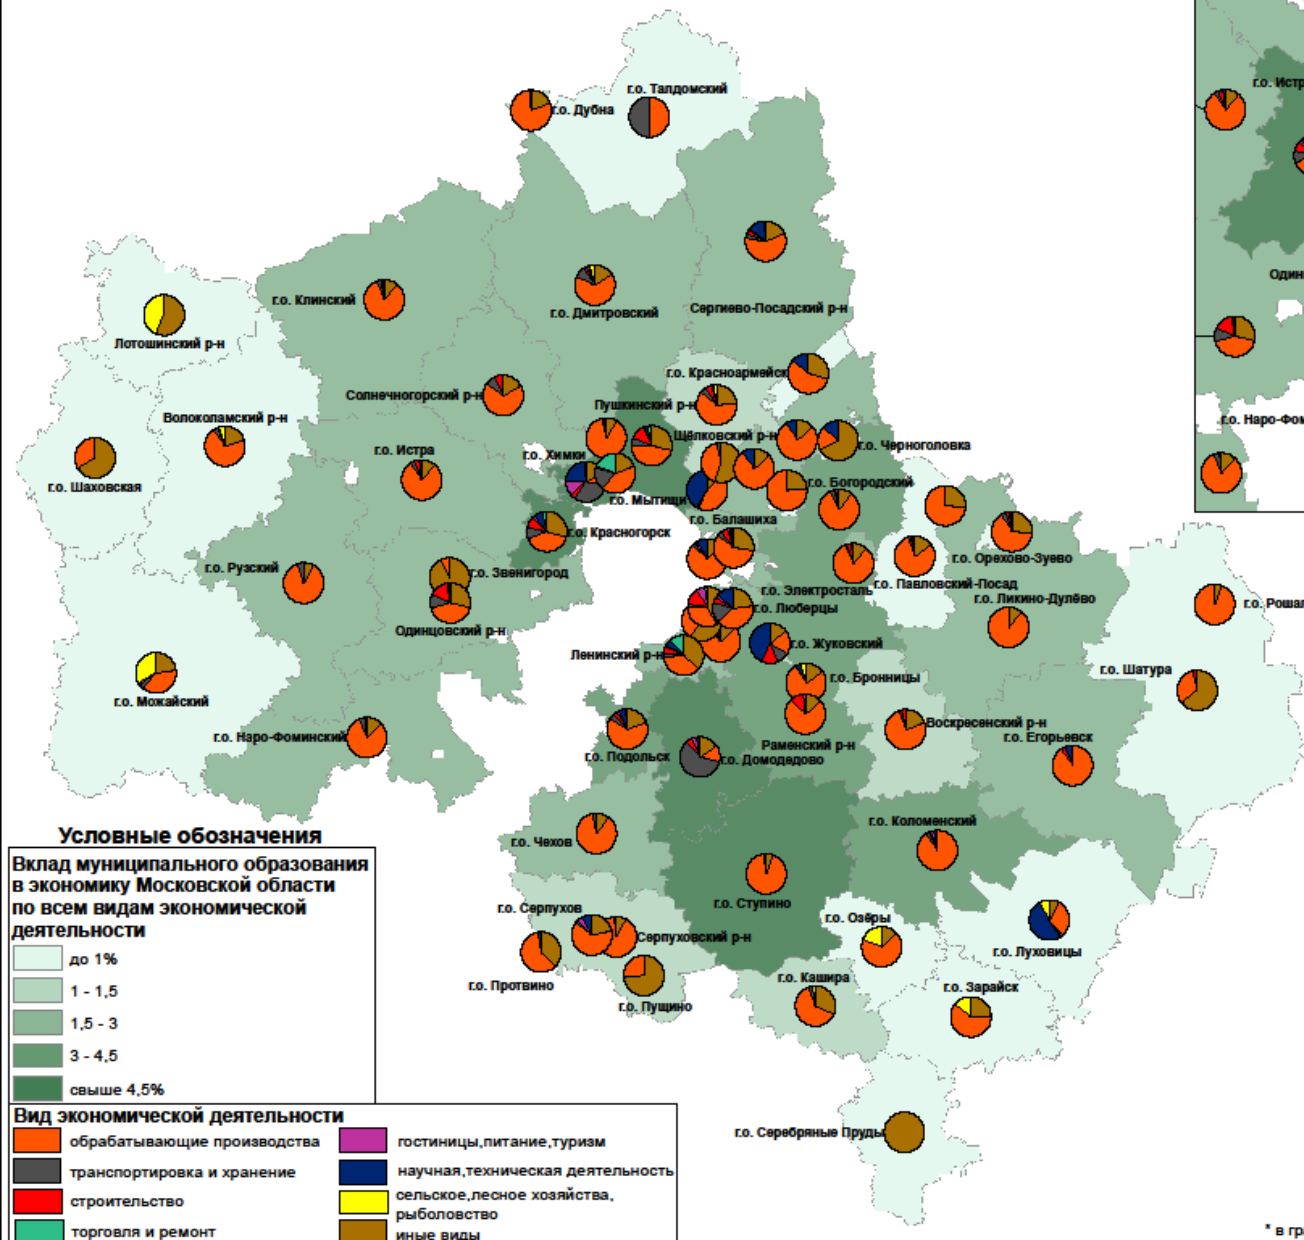 г.о. Истр
г.о. Талдомский
г.о. Дубна
Один
г.о. Клинский
г.о. Дмитровский
Сергиево-Посадский р-н
Лотошинский р-н
г.о. Красноармейск
Солнечногорский р-н
Пушкинский р-н
Волоколамский р-н
г.о. Наро-Фом
Щёлковский р-н
г.о. Черноголовка
г.о. Истра
г.о. Химки
г.о. Шаховская
г.о. Богородский
г.о. Мытищи
г.о. Балашиха
г.о. Красногорск
г.о. Орехово-Зуево
г.о. Рузский
г.о. Звенигород
г.о. Павловский-Посад
г.о. Электросталь
г.о. Ликино-Дулёво
г.о. Рошал
г.о. Люберцы
Одинцовский р-н
г.о. Жуковский
Ленинский р-н
г.о. Шатура
г.о. Бронницы
г.о. Можайский
Воскресенский р-н
г.о. Наро-Фоминский
г.о. Егорьевск
Раменский р-н
г.о. Подольск
г.о. Домодедово
г.о. Коломенский
г.о. Чехов
г.о. Ступино
г.о. Серпухов
г.о. Озёры
Серпуховский р-н
г.о. Луховицы
г.о. Протвино
г.о. Кашира
г.о. Зарайск
г.о. Пущино
г.о. Серебряные Пруды
Условные обозначения
Вклад муниципального образования
в экономику Московской области
по всем видам экономической
деятельности
до 1%
1 - 1,5
1,5 - 3
3 - 4,5
свыше 4,5%
Вид экономической деятельности
обрабатывающие производства
транспортировка и хранение
строительство
торговля и ремонт
гостиницы,питание,туризм
научная,техническая деятельность
сельское,лесное хозяйства,
рыболовство
иные виды
* в гр